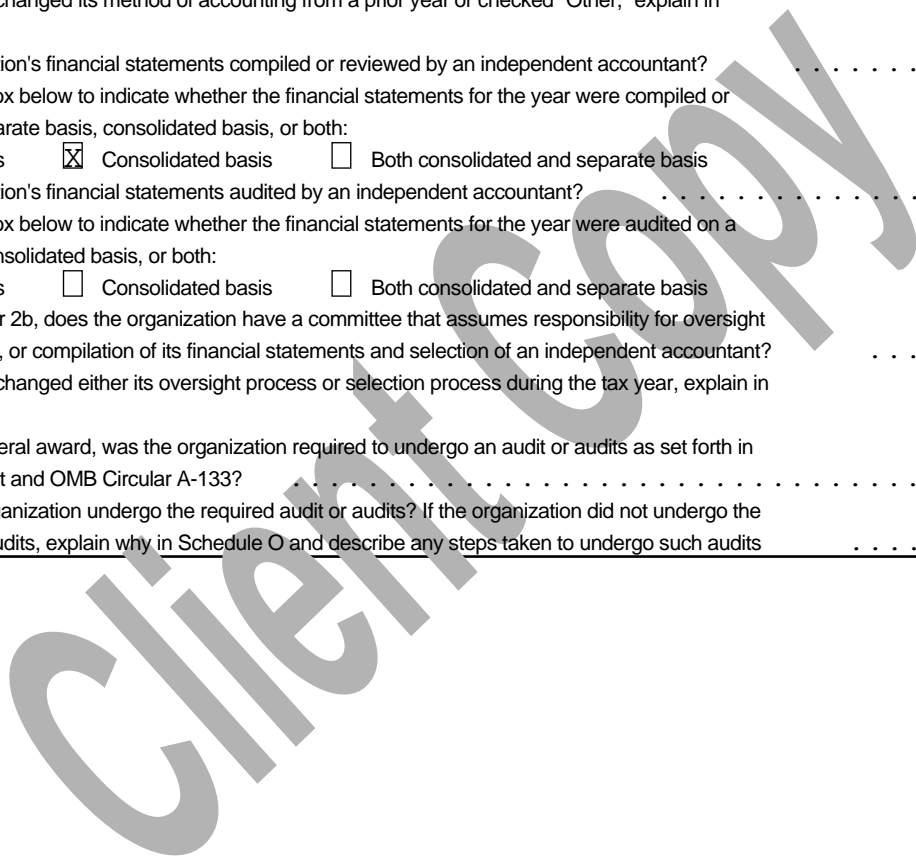 changed its method of accounting from a prior year or checked "Other," explain in
tion's financial statements compiled or reviewed by an independent accountant? . . . . . . .
ox below to indicate whether the financial statements for the year were compiled or
arate basis, consolidated basis, or both:
s X Consolidated basis Both consolidated and separate basis
tion's financial statements audited by an independent accountant? . . . . . . . . . . . . . .
ox below to indicate whether the financial statements for the year were audited on a
nsolidated basis, or both:
s Consolidated basis Both consolidated and separate basis
r 2b, does the organization have a committee that assumes responsibility for oversight
, or compilation of its financial statements and selection of an independent accountant? . . .
changed either its oversight process or selection process during the tax year, explain in
eral award, was the organization required to undergo an audit or audits as set forth in
t and OMB Circular A-133? . . . . . . . . . . . . . . . . . . . . . . . . . . . . . . . . . .
ganization undergo the required audit or audits? If the organization did not undergo the
udits, explain why in Schedule O and describe any steps taken to undergo such audits . . . .
Client Copy